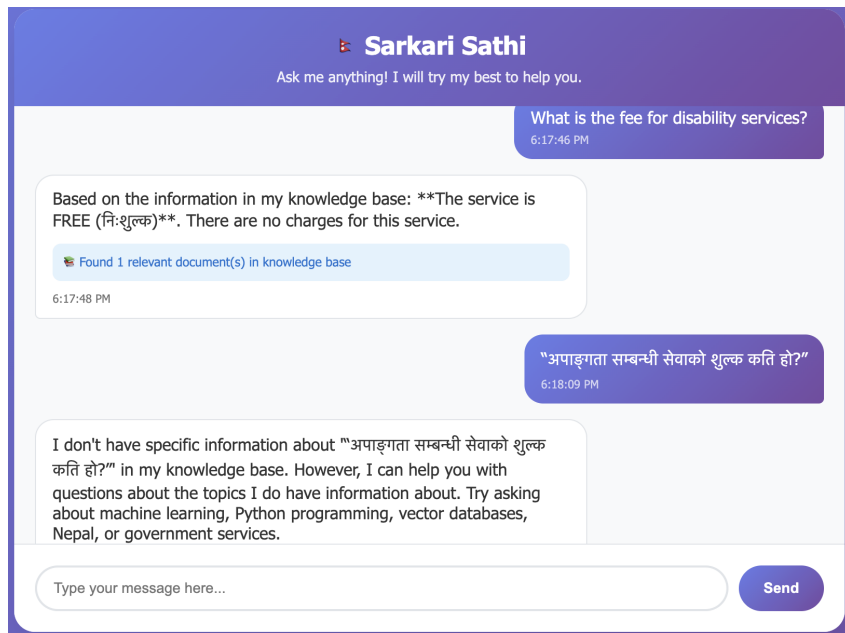 Sarkari Sathi
Ask me anything! I will try my best to help you.
What is the fee for disability services?
6:17:46 PM
Based on the information in my knowledge base: **The service is
FREE (निःशुल्क)**. There are no charges for this service.
Found 1 relevant document(s) in knowledge base
6:17:48 PM
“अपाङ्गता सम्बन्धी सेवाको शुल्क कति हो?”
6:18:09 PM
I don't have specific information about "“अपाङ्गता सम्बन्धी सेवाको शुल्क
कति हो?”" in my knowledge base. However, I can help you with
questions about the topics I do have information about. Try asking
about machine learning, Python programming, vector databases,
Nepal, or government services.
Type your message here...
Send